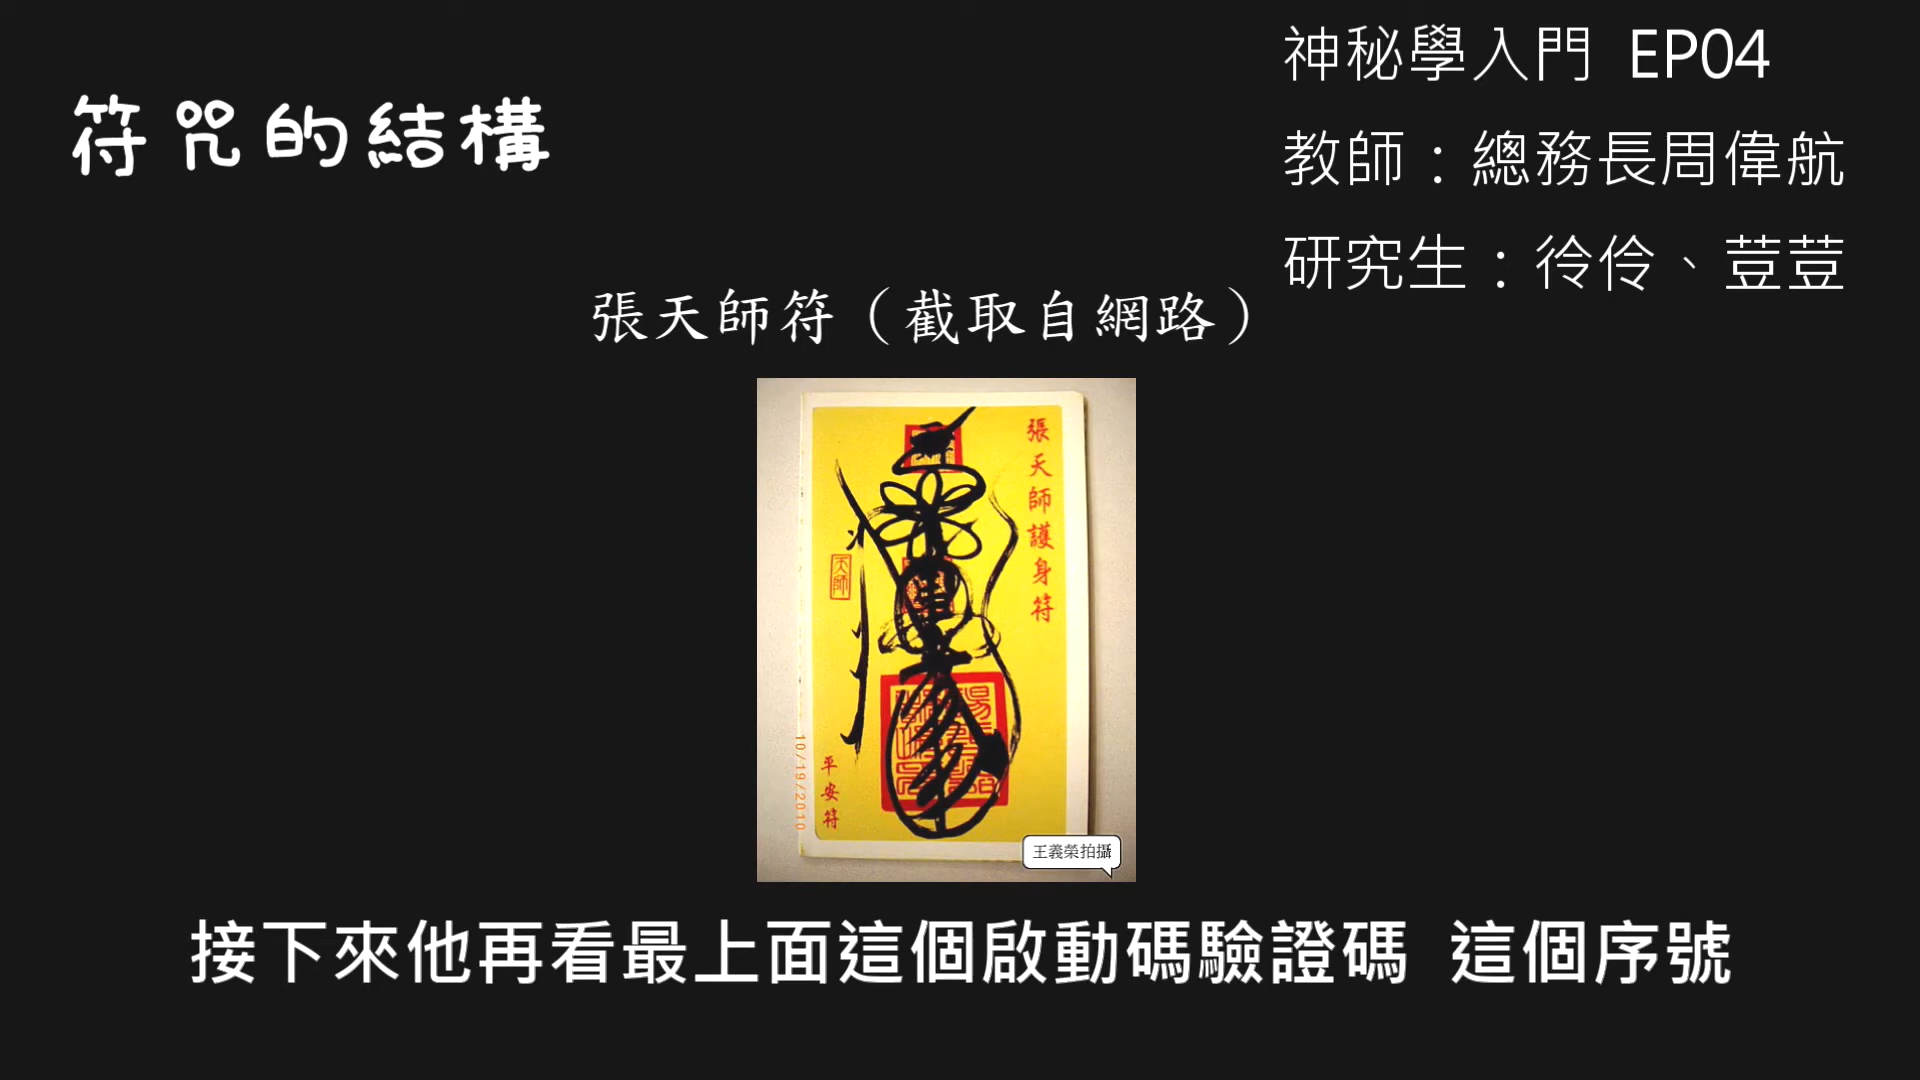 神秘學入門 EP04
符咒的結構
教師：總務長周偉航
研究生：彾伶、荳荳
張天師符（截取自網路）
張天師護身符
天師
平安符
10/19/2010
王義榮拍攝
接下來他再看最上面這個啟動碼驗證碼 這個序號